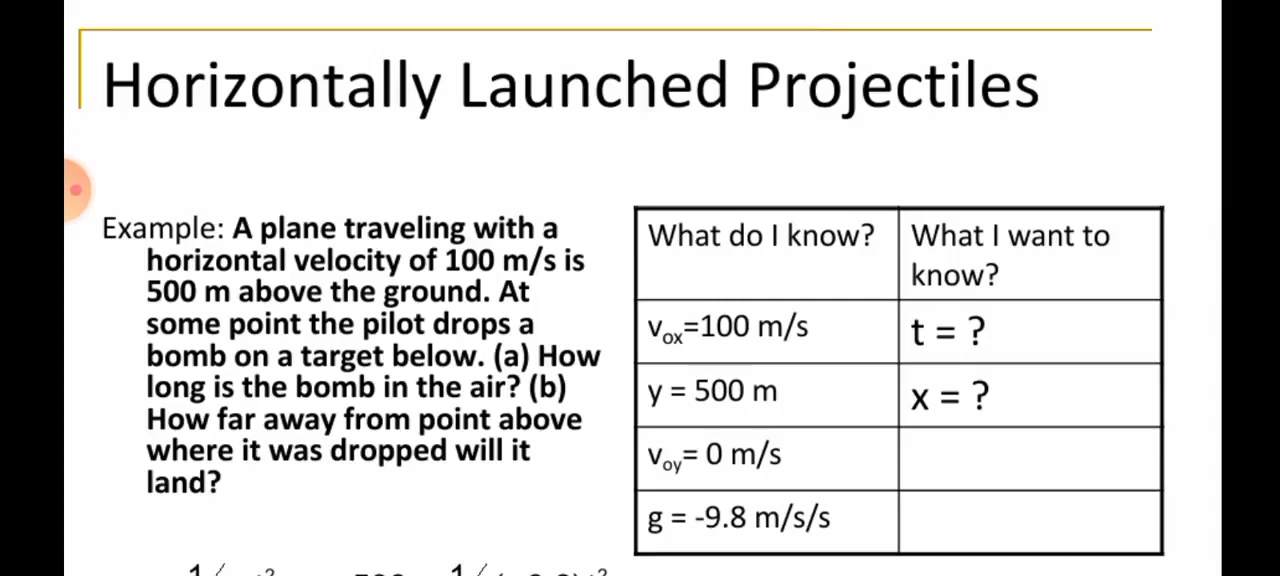 Horizontally Launched Projectiles
Example: A plane traveling with a
horizontal velocity of 100 m/s is
500 m above the ground. At
some point the pilot drops a
bomb on a target below. (a) How
long is the bomb in the air? (b)
How far away from point above
where it was dropped will it
land?
What do I know?
What I want to
know?
vox=100 m/s
t = ?
y = 500 m
x = ?
voy= 0 m/s
g = -9.8 m/s/s